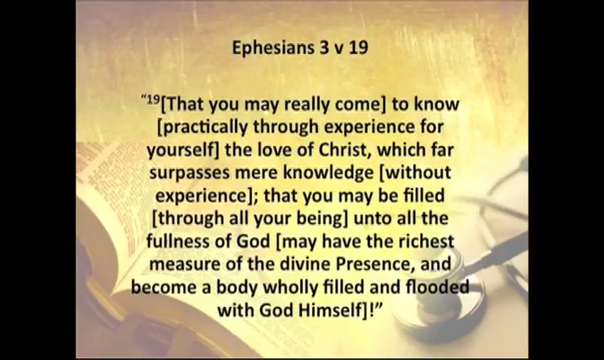 Ephesians 3 v 19
“19[That you may really come] to know
[practically through experience for
yourself] the love of Christ, which far
surpasses mere knowledge [without
experience]; that you may be filled
[through all your being] unto all the
fullness of God [may have the richest
measure of the divine Presence, and
become a body wholly filled and flooded
with God Himself]!”